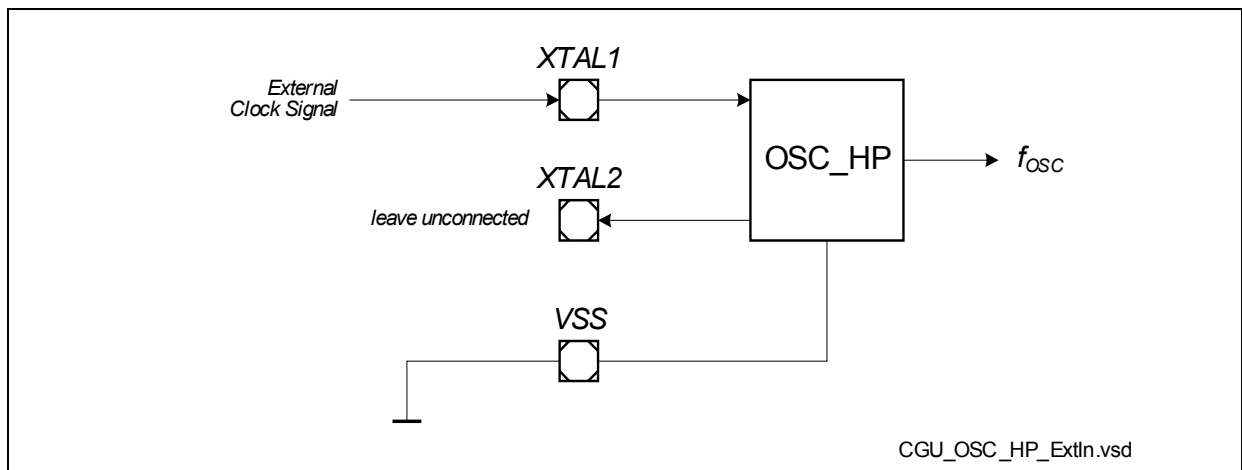 XTAL1
External
Clock Signal
OSC_HP
fOSC
XTAL2
leave unconnected
VSS
CGU_OSC_HP_ExtIn.vsd